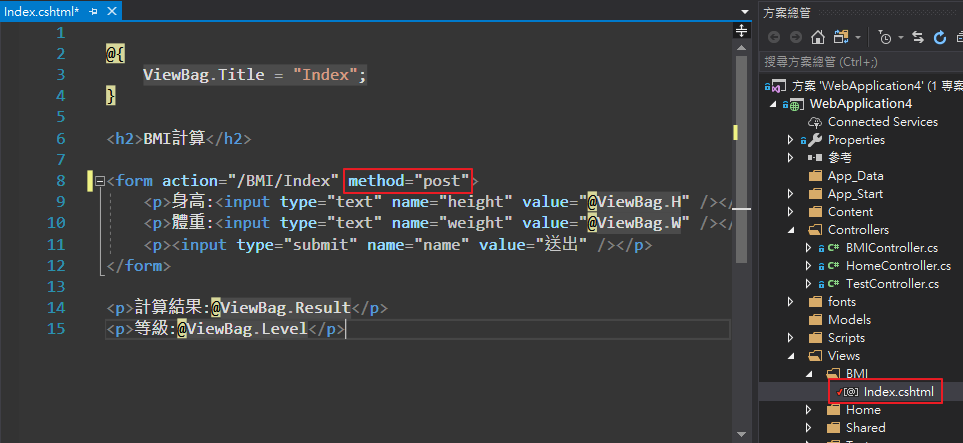 Index.cshtml*
1
2 @{
3 ViewBag.Title = "Index";
4 }
5
6 <h2>BMI計算</h2>
7
8 <form action="/BMI/Index" method="post">
9 <p>身高:<input type="text" name="height" value="@ViewBag.H" /></
10 <p>體重:<input type="text" name="weight" value="@ViewBag.W" /></
11 <p><input type="submit" name="name" value="送出" /></p>
12 </form>
13
14 <p>計算結果:@ViewBag.Result</p>
15 <p>等級:@ViewBag.Level</p>
方案總管
搜尋方案總管 (Ctrl+;)
方案 'WebApplication4' (1 專案
WebApplication4
Connected Services
Properties
參考
App_Data
App_Start
Content
Controllers
C# BMIController.cs
C# HomeController.cs
C# TestController.cs
fonts
Models
Scripts
Views
BMI
[@] Index.cshtml
Home
Shared